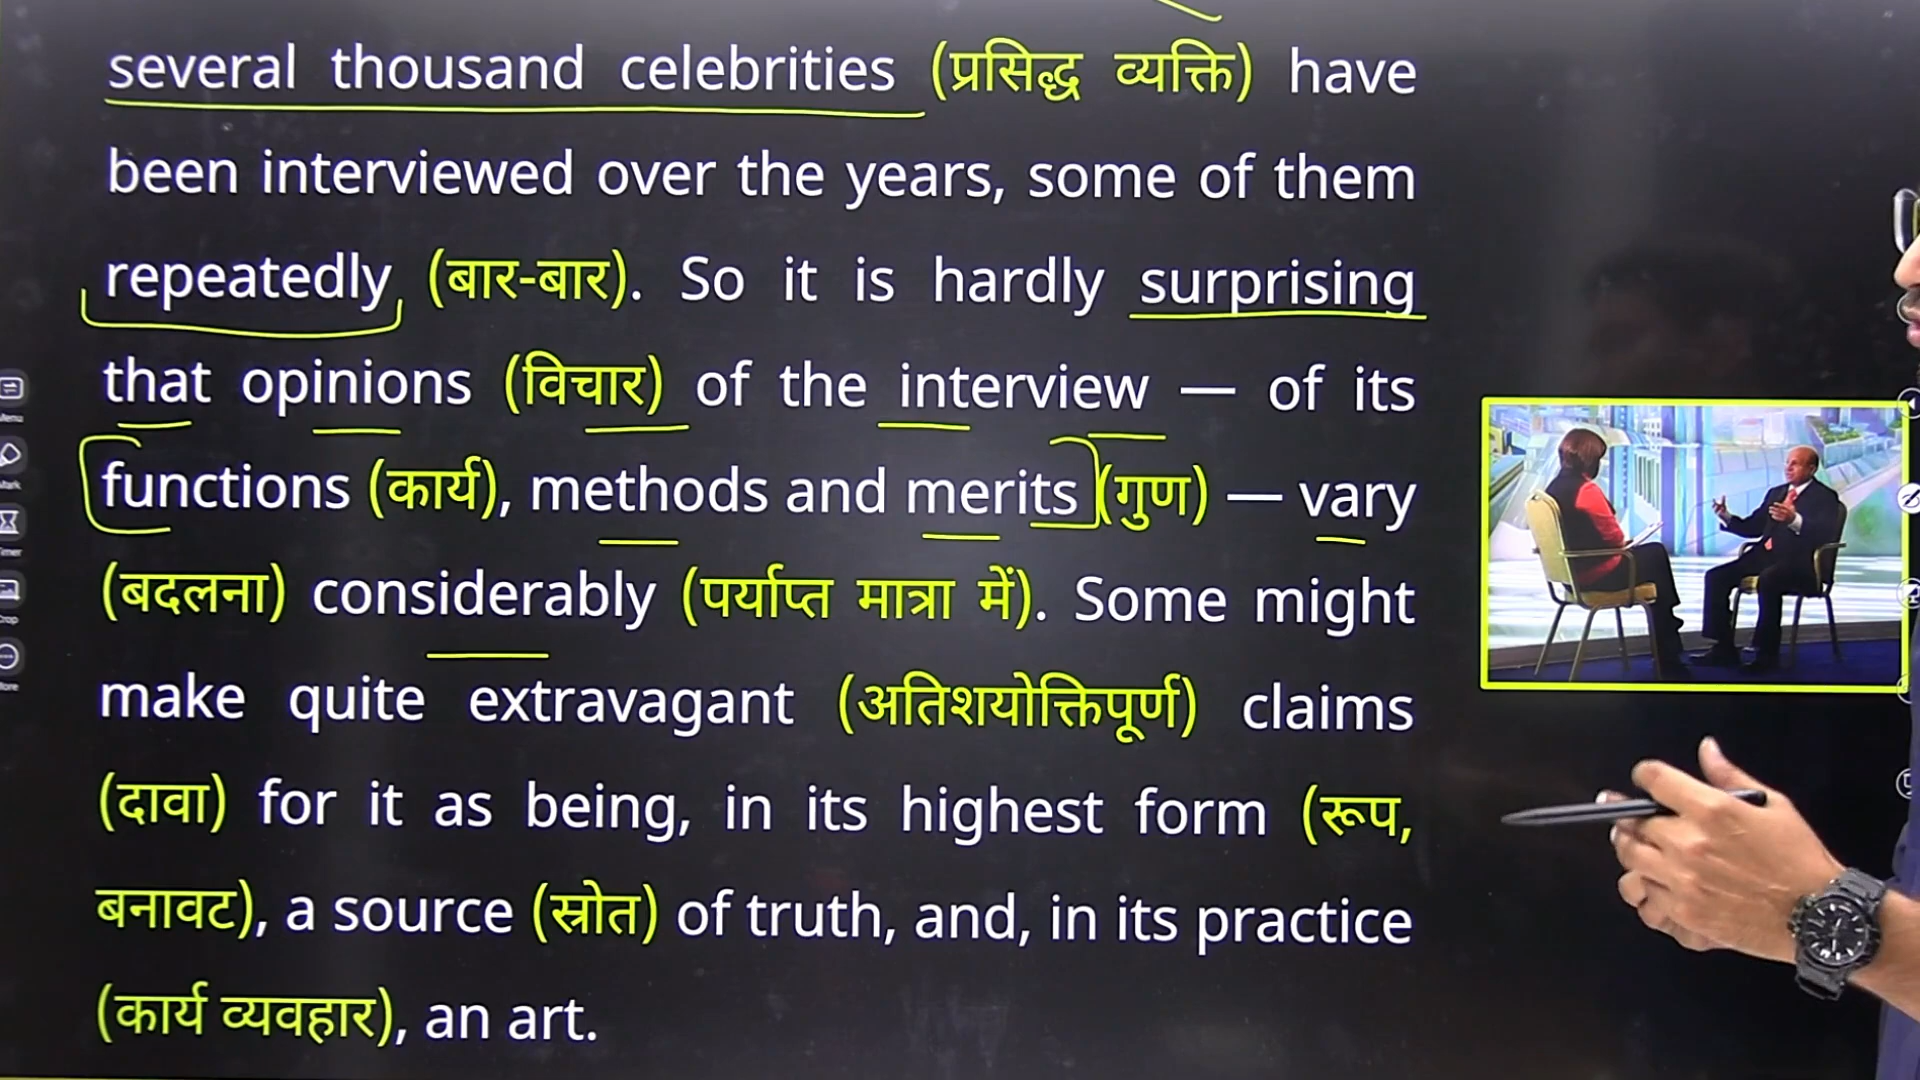 several thousand celebrities (प्रसिद्ध व्यक्ति) have
been interviewed over the years, some of them
repeatedly (बार-बार). So it is hardly surprising
that opinions (विचार) of the interview — of its
functions (कार्य), methods and merits (गुण) — vary
(बदलना) considerably (पर्याप्त मात्रा में). Some might
make quite extravagant (अतिशयोक्तिपूर्ण) claims
(दावा) for it as being, in its highest form (रूप,
बनावट), a source (स्रोत) of truth, and, in its practice
(कार्य व्यवहार), an art.